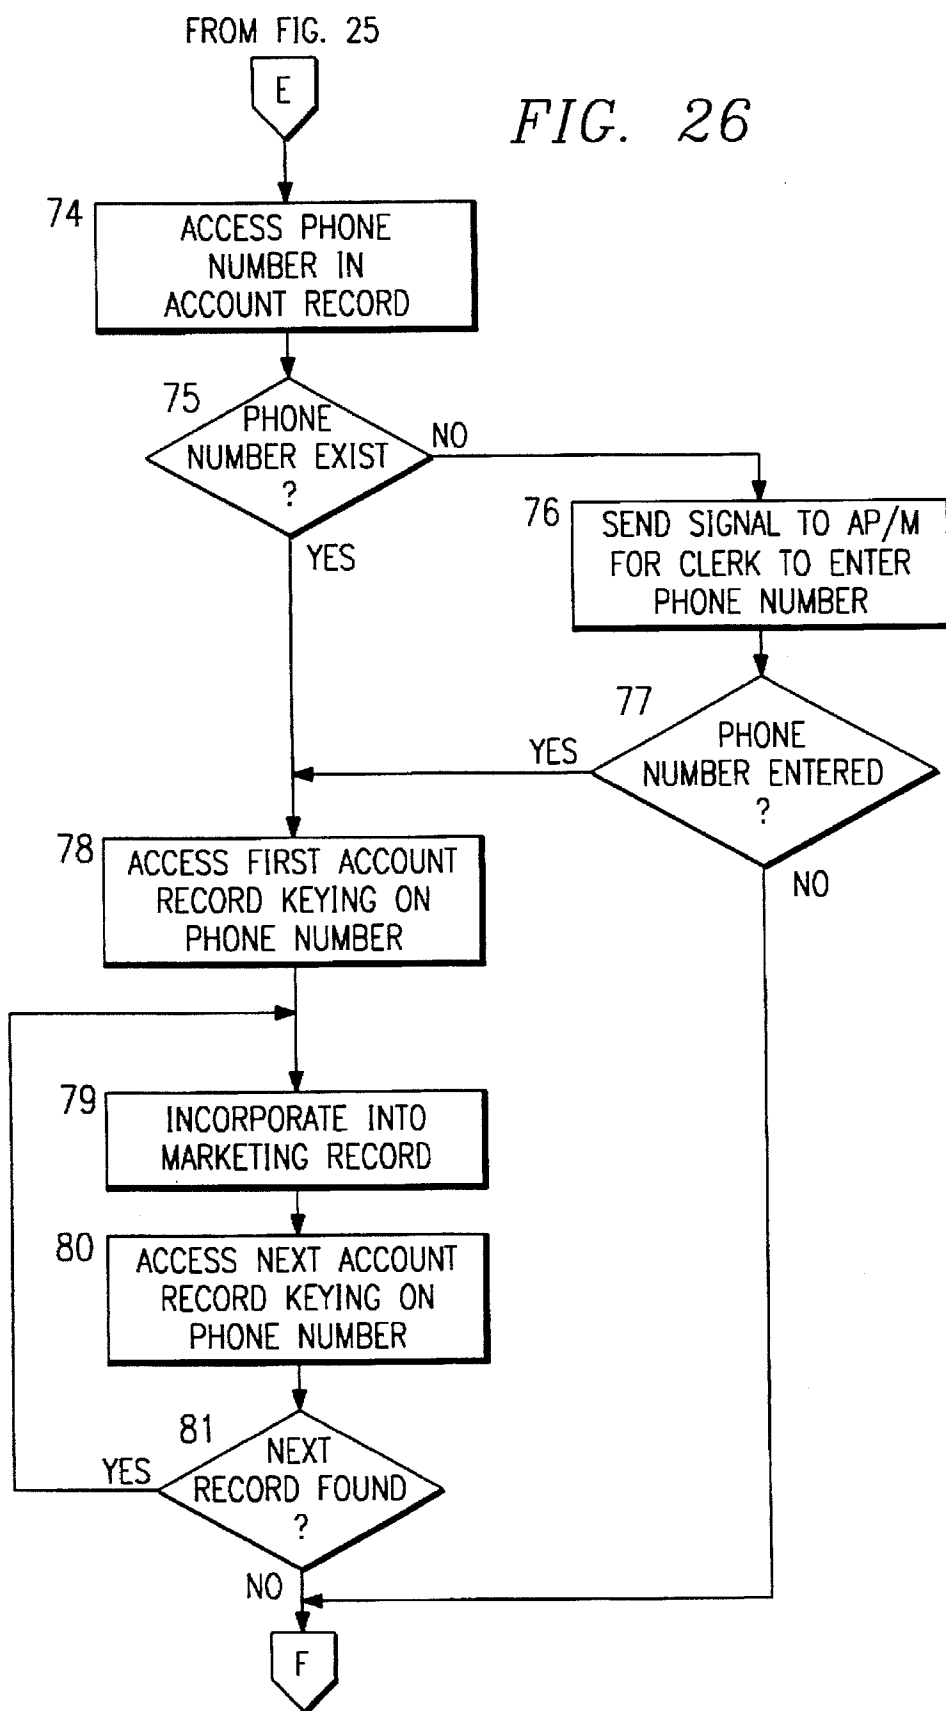 FROM FIG. 25
E
FIG. 26
74
ACCESS PHONE
NUMBER IN
ACCOUNT RECORD
75
PHONE
NUMBER EXIST
?
NO
YES
76
SEND SIGNAL TO AP/M
FOR CLERK TO ENTER
PHONE NUMBER
77
PHONE
NUMBER ENTERED
?
YES
NO
78
ACCESS FIRST ACCOUNT
RECORD KEYING ON
PHONE NUMBER
79
INCORPORATE INTO
MARKETING RECORD
80
ACCESS NEXT ACCOUNT
RECORD KEYING ON
PHONE NUMBER
81
NEXT
RECORD FOUND
?
YES
NO
F